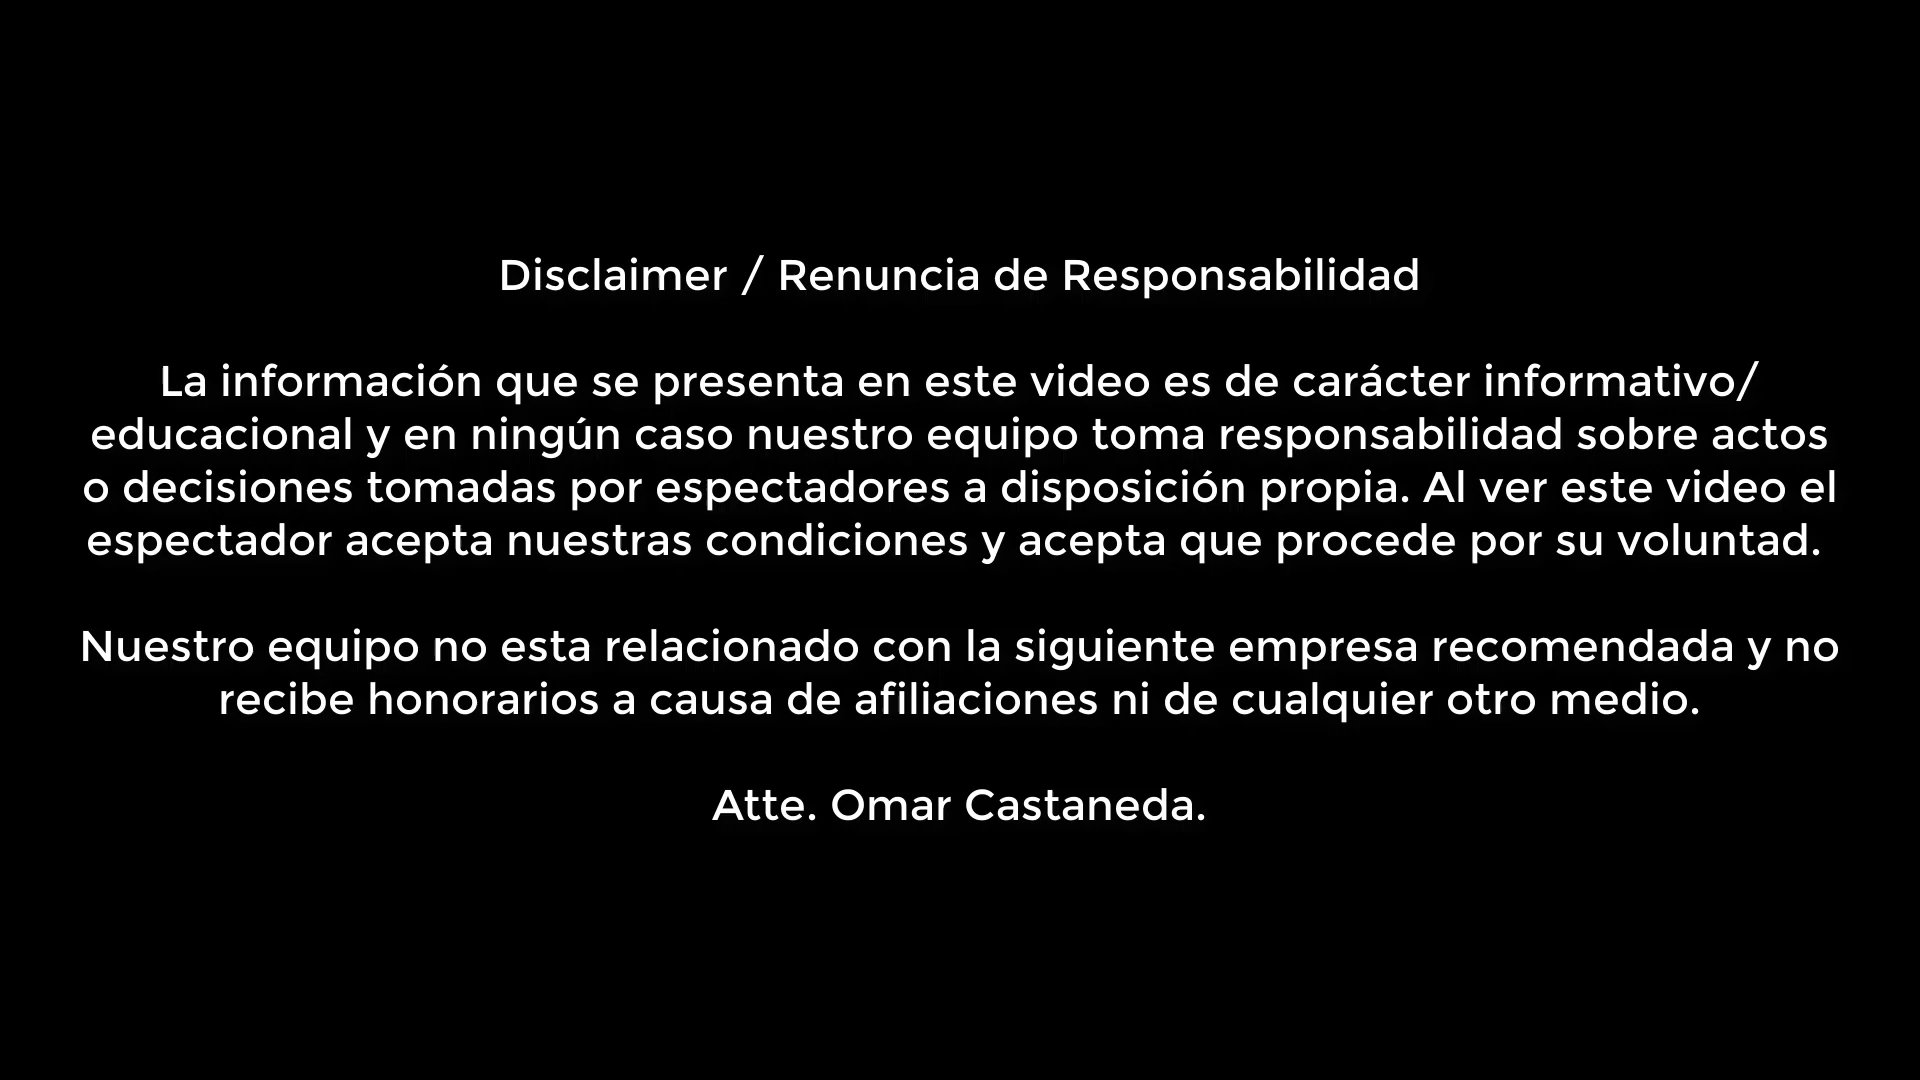 Disclaimer / Renuncia de Responsabilidad
La información que se presenta en este video es de carácter informativo/
educacional y en ningún caso nuestro equipo toma responsabilidad sobre actos
o decisiones tomadas por espectadores a disposición propia. Al ver este video el
espectador acepta nuestras condiciones y acepta que procede por su voluntad.
Nuestro equipo no esta relacionado con la siguiente empresa recomendada y no
recibe honorarios a causa de afiliaciones ni de cualquier otro medio.
Atte. Omar Castaneda.